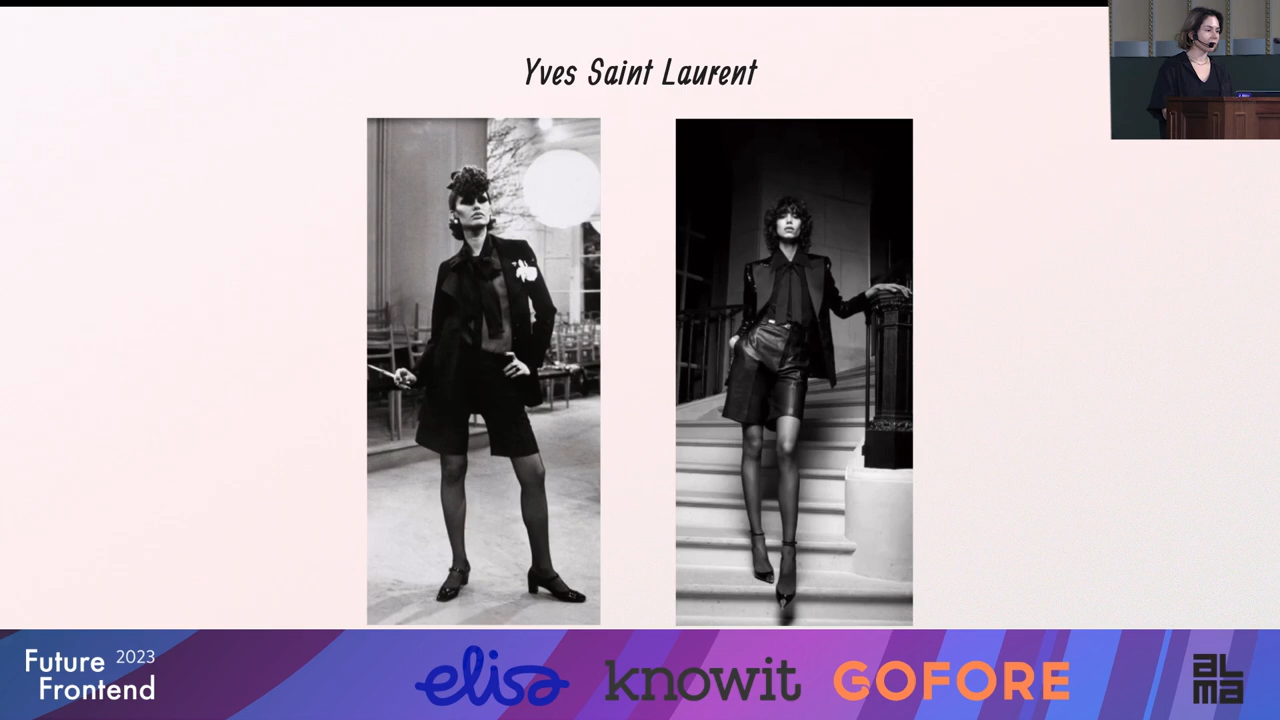 Yves Saint Laurent
Future 2023
Frontend
elisa
knowit
GOFORE
alma